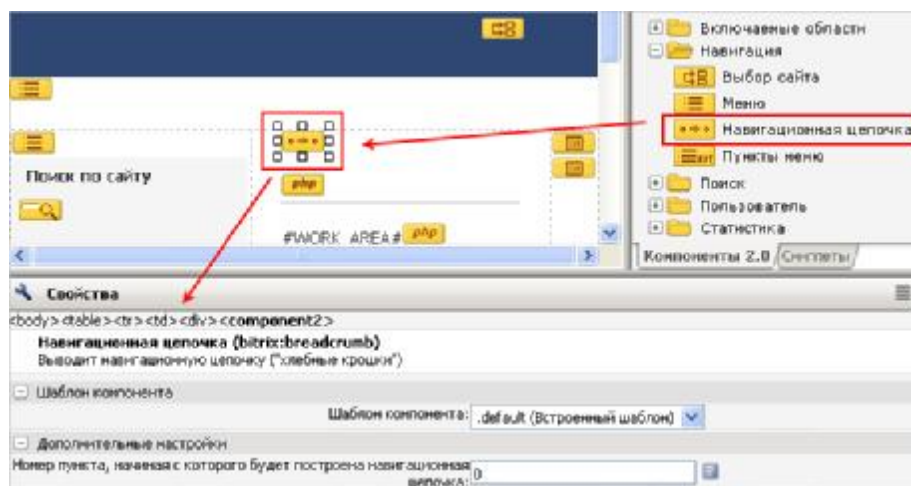 Включаемые области
Навигация
Выбор сайта
Меню
Навигационная цепочка
Пункты меню
Поиск
Пользователь
Статистика
Компоненты 2.0 Сниппеты
Поиск по сайту
php
#WORK_AREA# php
Свойства
<body><table><tr><td><div><component2>
Навигационная цепочка (bitrix:breadcrumb)
Выводит навигационную цепочку ("хлебные крошки")
Шаблон компонента
Шаблон компонента: .default (Встроенный шаблон)
Дополнительные настройки
Номер пункта, начиная с которого будет построена навигационная
цепочка: 0